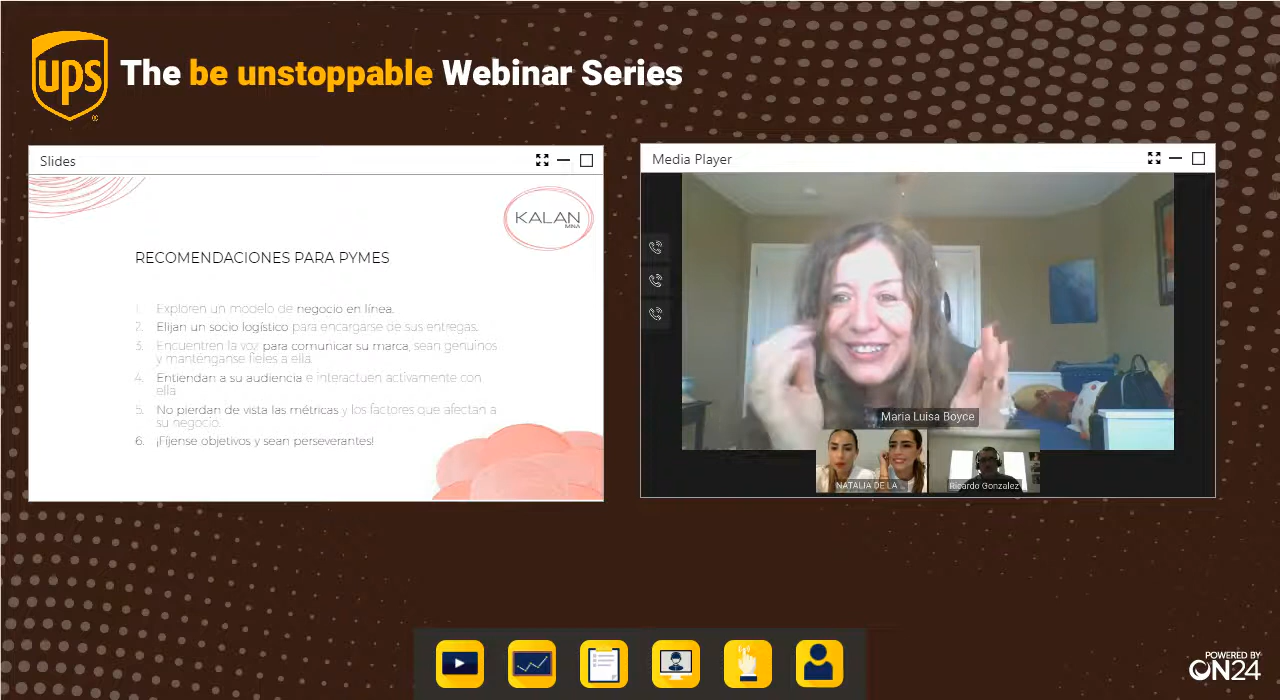 ups
The be unstoppable Webinar Series
Slides
Media Player
KALAN
MNA
RECOMENDACIONES PARA PYMES
1. Exploren un modelo de negocio en línea.
2. Elijan un socio logístico para encargarse de sus entregas.
3. Encuentren la voz para comunicar su marca, sean genuinos
y manténganse fieles a ella.
4. Entiendan a su audiencia e interactuen activamente con
ella.
5. No pierdan de vista las métricas y los factores que afectan a
su negocio.
6. ¡Fíjense objetivos y sean perseverantes!
Maria Luisa Boyce
NATALIA DE LA ...
Ricardo Gonzalez
POWERED BY
ON24